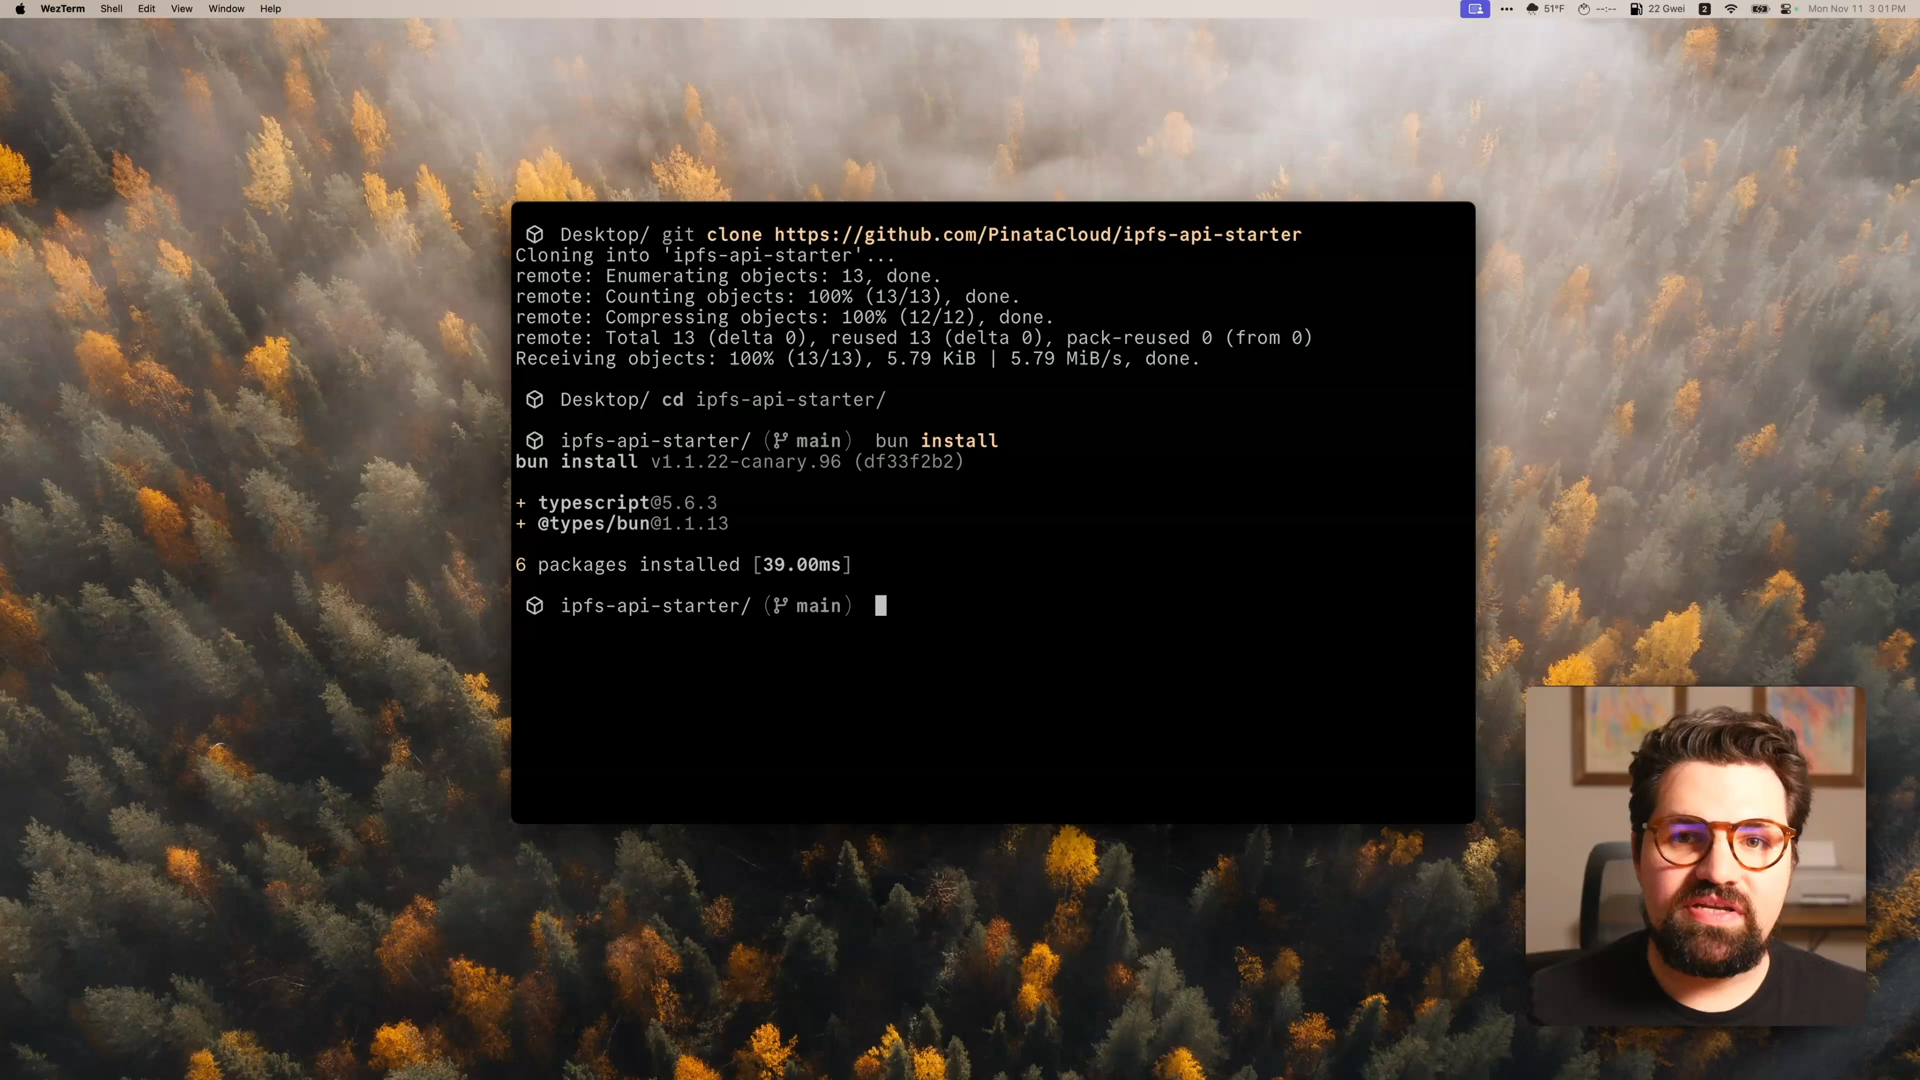 WezTerm Shell Edit View Window Help
51°F --:-- 22 Gwei 2 Mon Nov 11 3 01 PM
Desktop/ git clone https://github.com/PinataCloud/ipfs-api-starter
Cloning into 'ipfs-api-starter'...
remote: Enumerating objects: 13, done.
remote: Counting objects: 100% (13/13), done.
remote: Compressing objects: 100% (12/12), done.
remote: Total 13 (delta 0), reused 13 (delta 0), pack-reused 0 (from 0)
Receiving objects: 100% (13/13), 5.79 KiB | 5.79 MiB/s, done.
Desktop/ cd ipfs-api-starter/
ipfs-api-starter/ (main) bun install
bun install v1.1.22-canary.96 (df33f2b2)
+ typescript@5.6.3
+ @types/bun@1.1.13
6 packages installed [39.00ms]
ipfs-api-starter/ (main)